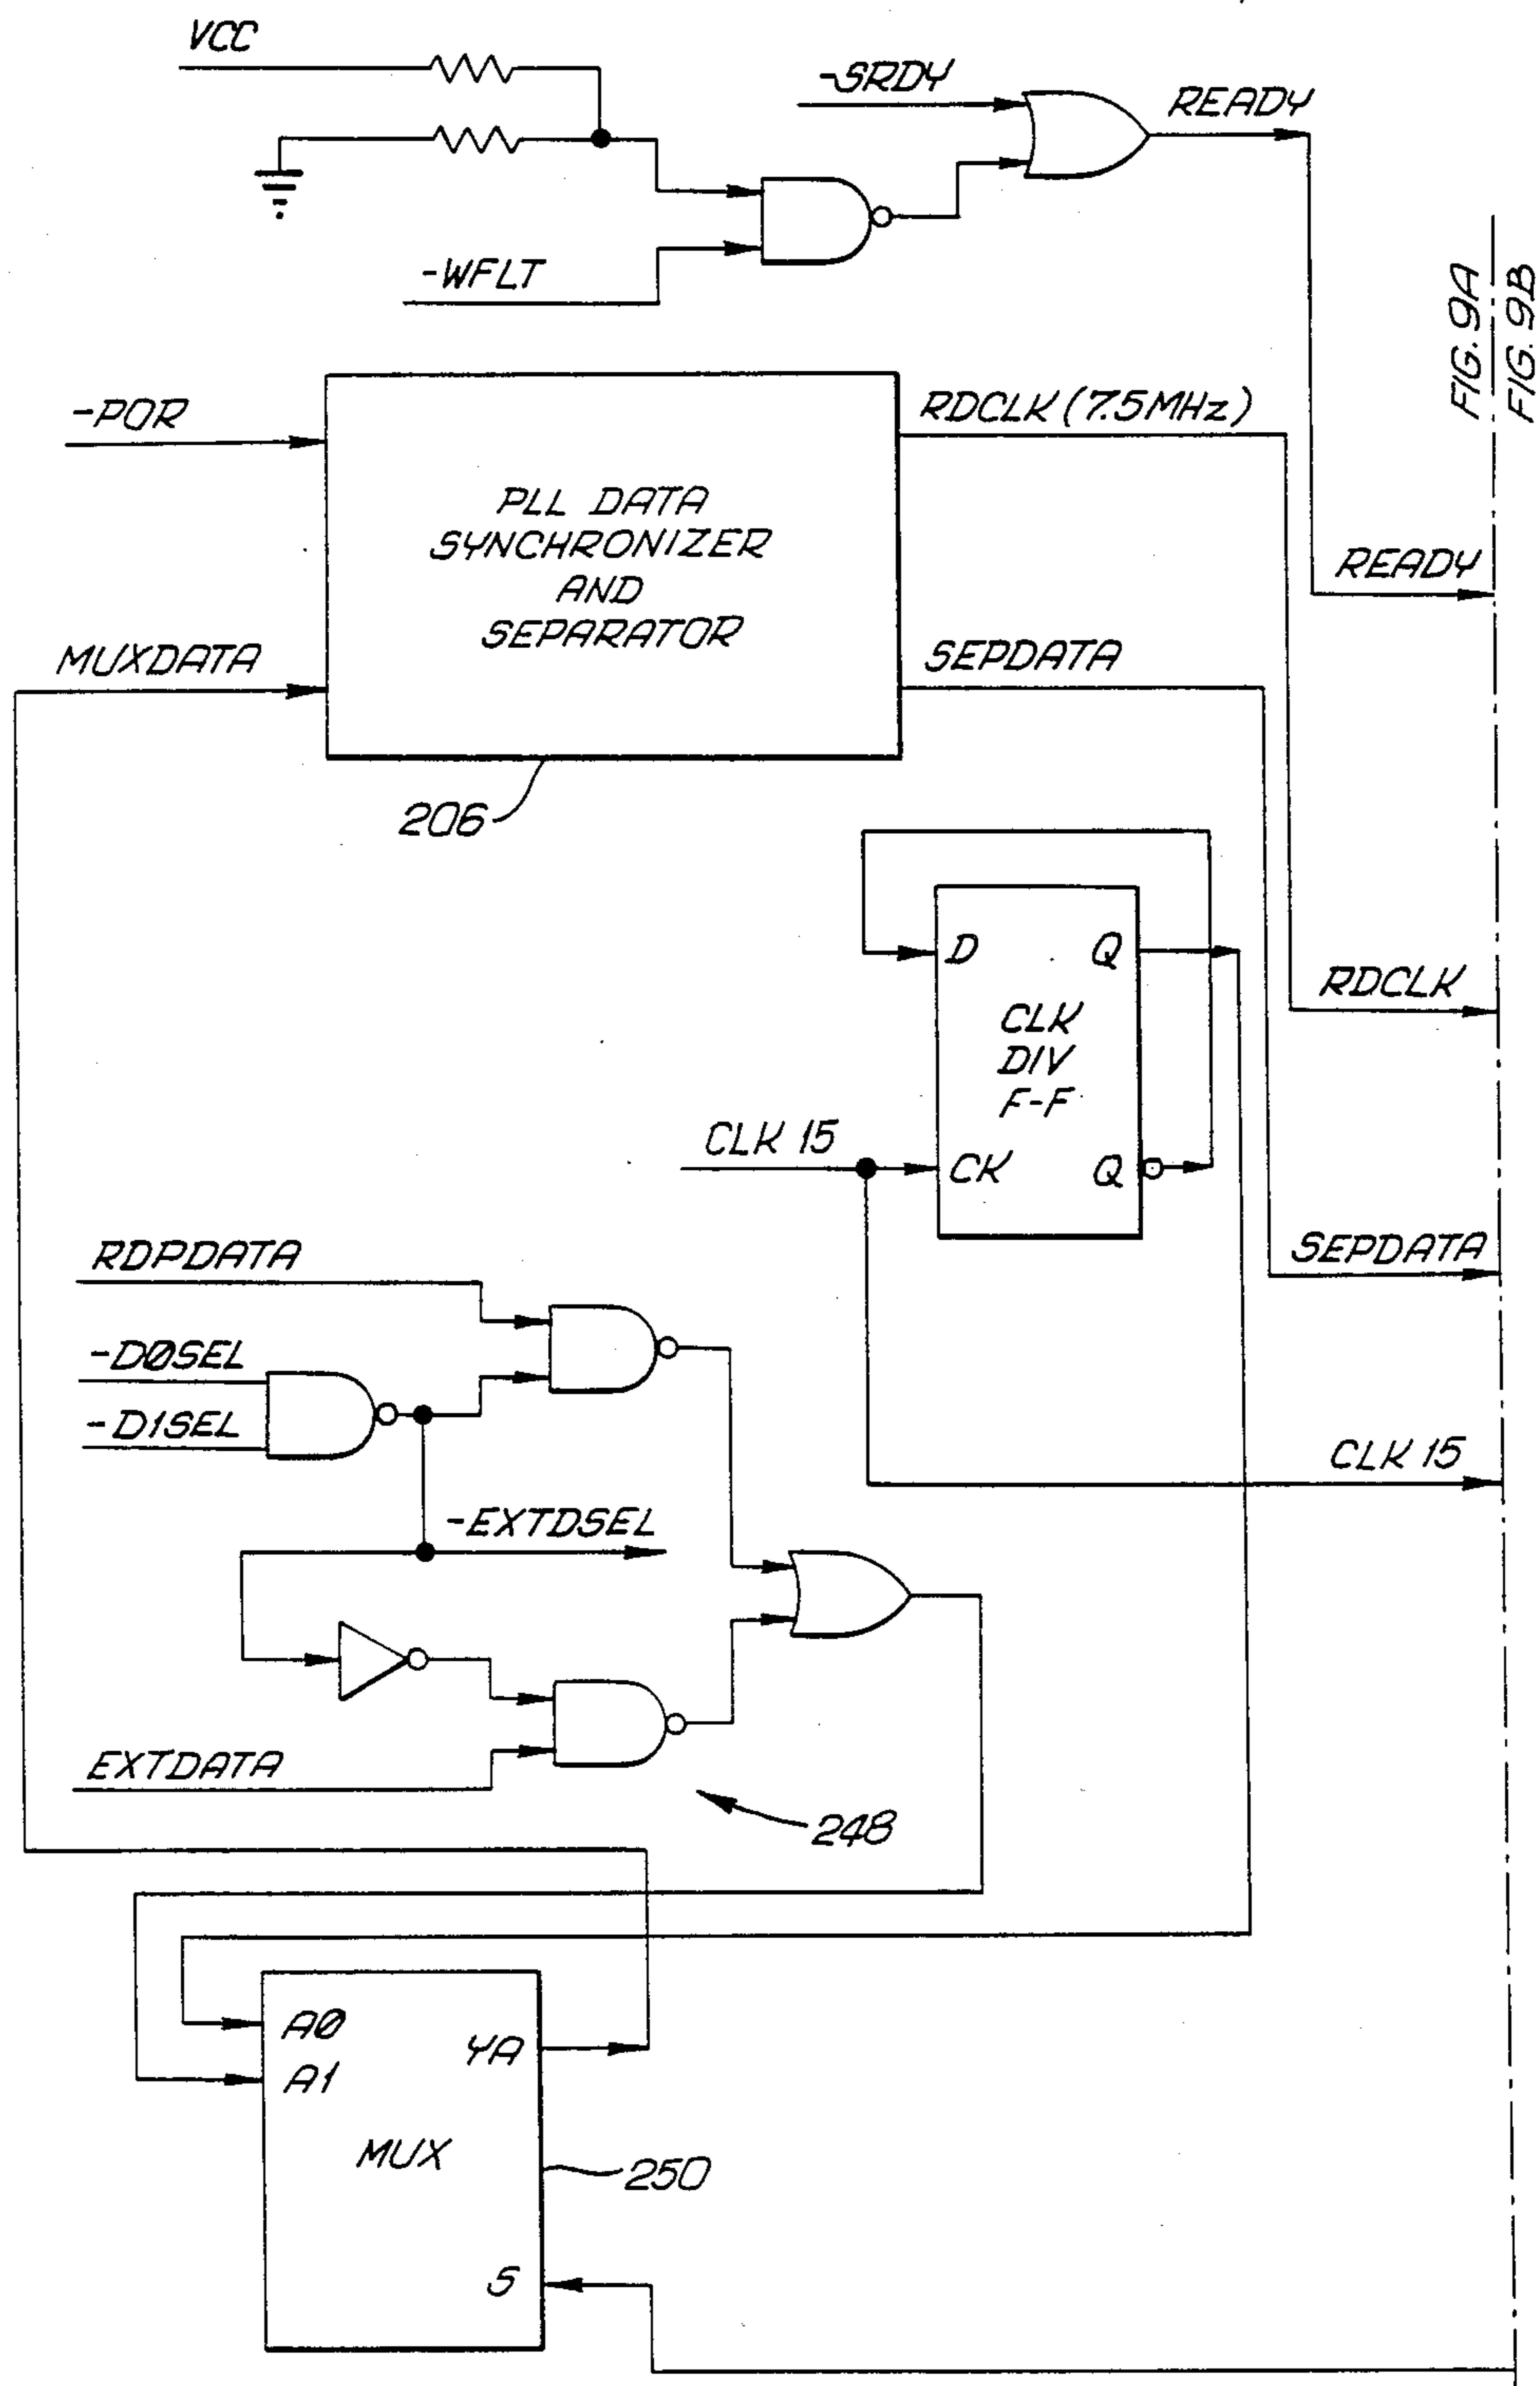 VCC
-SRDY
READY
-WFLT
FIG. 9A
FIG. 9B
-POR
RDCLK (7.5MHz)
PLL DATA
SYNCHRONIZER
AND
SEPARATOR
READY
MUXDATA
SEPDATA
206
D
Q
CLK
DIV
F-F
RDCLK
CLK 15
CK
Q
RDPDATA
SEPDATA
-DØSEL
-D1SEL
CLK 15
-EXTDSEL
EXTDATA
248
AØ
YA
A1
MUX
250
S